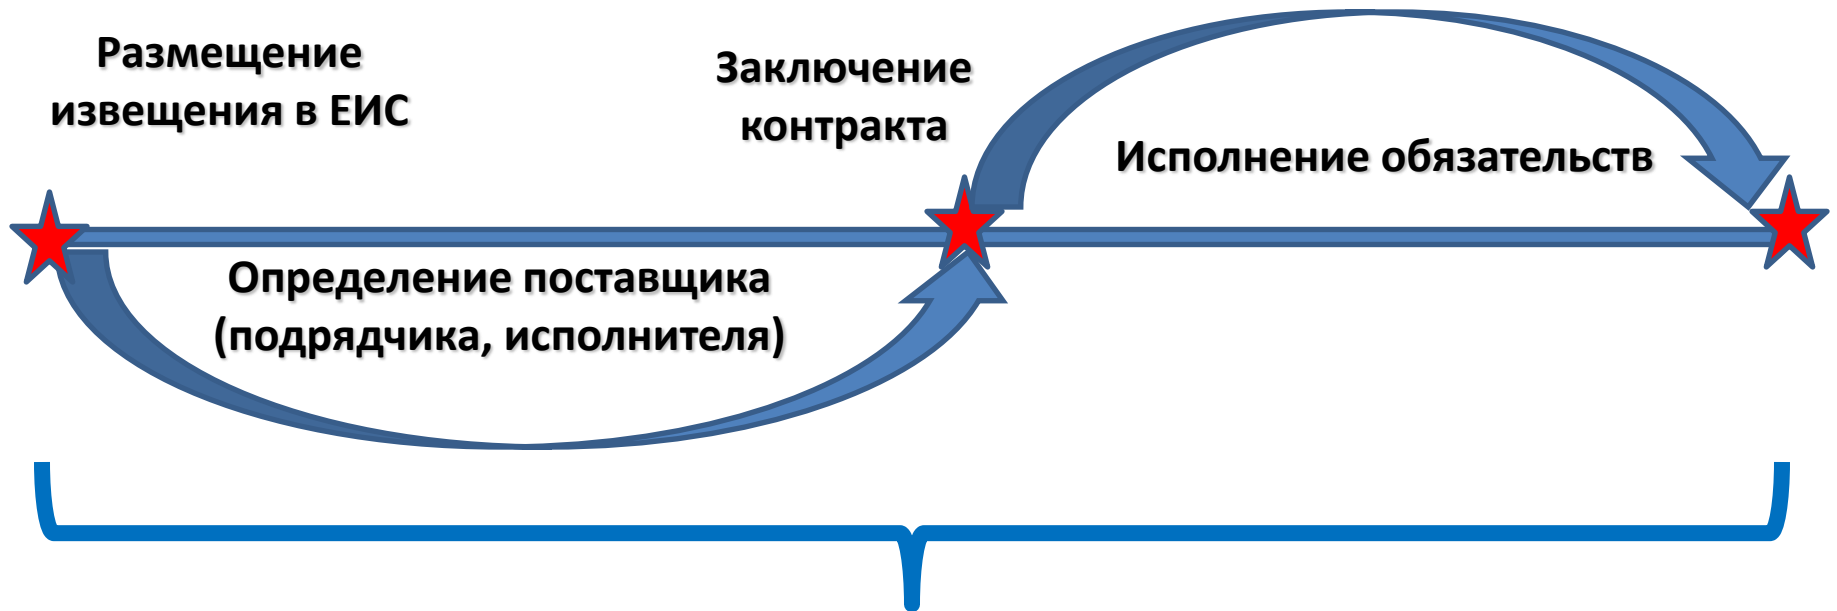 Размещение
извещения в ЕИС
Заключение
контракта
Исполнение обязательств
Определение поставщика
(подрядчика, исполнителя)